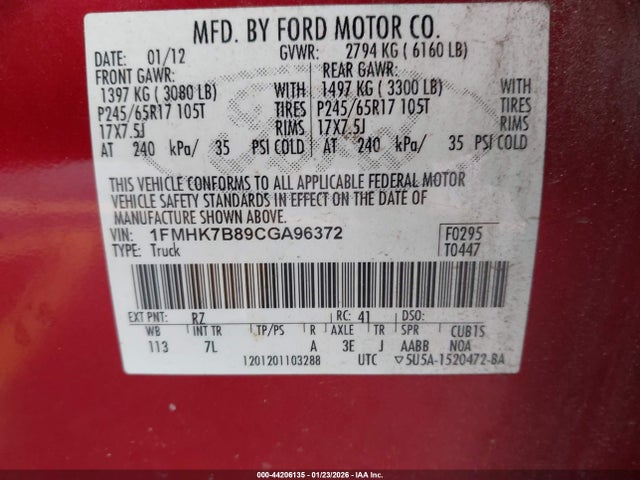 MFD. BY FORD MOTOR CO.
DATE: 01/12 GVWR: 2794 KG ( 6160 LB)
FRONT GAWR: REAR GAWR:
1397 KG ( 3080 LB) WITH 1497 KG ( 3300 LB) WITH
P245/65R17 105T TIRES P245/65R17 105T TIRES
17X7.5J RIMS 17X7.5J RIMS
AT 240 kPa/ 35 PSI COLD AT 240 kPa/ 35 PSI COLD
THIS VEHICLE CONFORMS TO ALL APPLICABLE FEDERAL MOTOR
VEHICLE SAFETY STANDARDS IN EFFECT ON THE DATE OF
MANUFACTURE SHOWN ABOVE.
VIN: 1FMHK7B89CGA96372 F0295
TYPE: Truck T0447
EXT PNT: RZ RC: 41 DSO:
WB INT TR TP/PS R AXLE TR SPR CUB1S
113 7L A 3E J AABB NOA
1201201103288 UTC ▽5U5A-1520472-BA
000-44206135 - 01/23/2026 - IAA Inc.